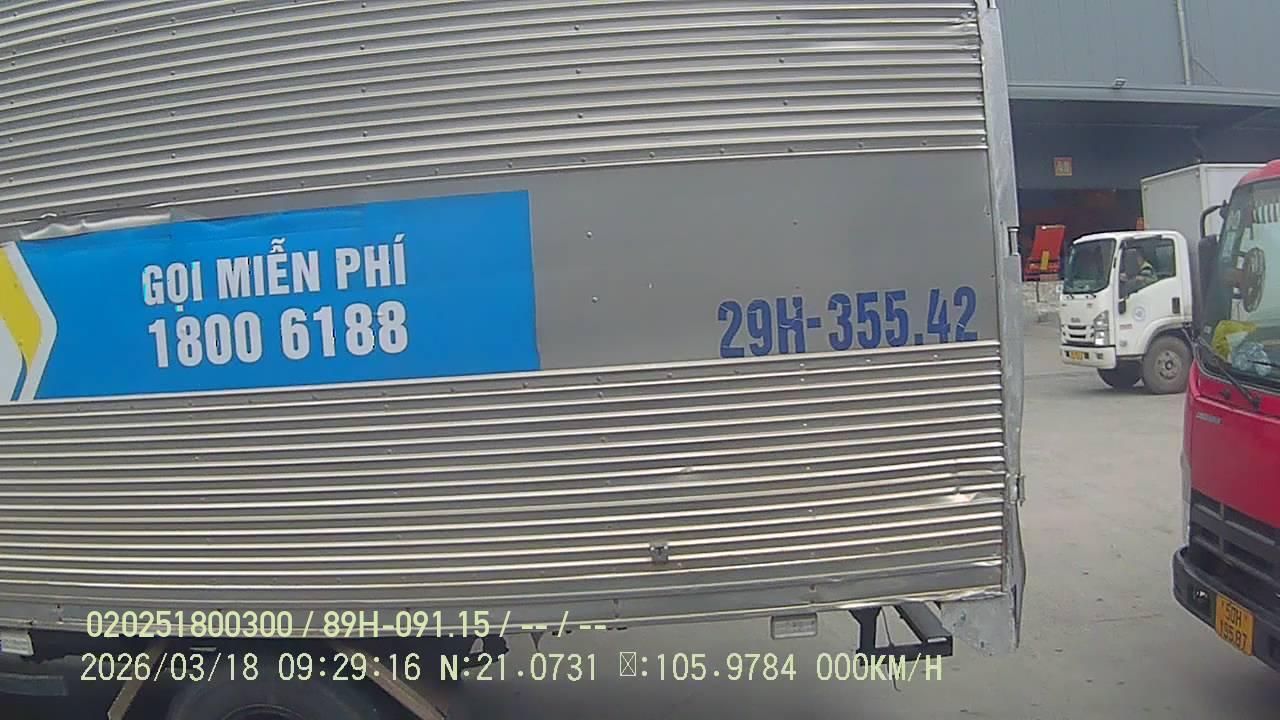 GỌI MIỄN PHÍ
1800 6188
29H-355.42
020251800300 / 89H-091.15 / -- / --
2026/03/18 09:29:16 N:21.0731 :105.9784 000KM/H